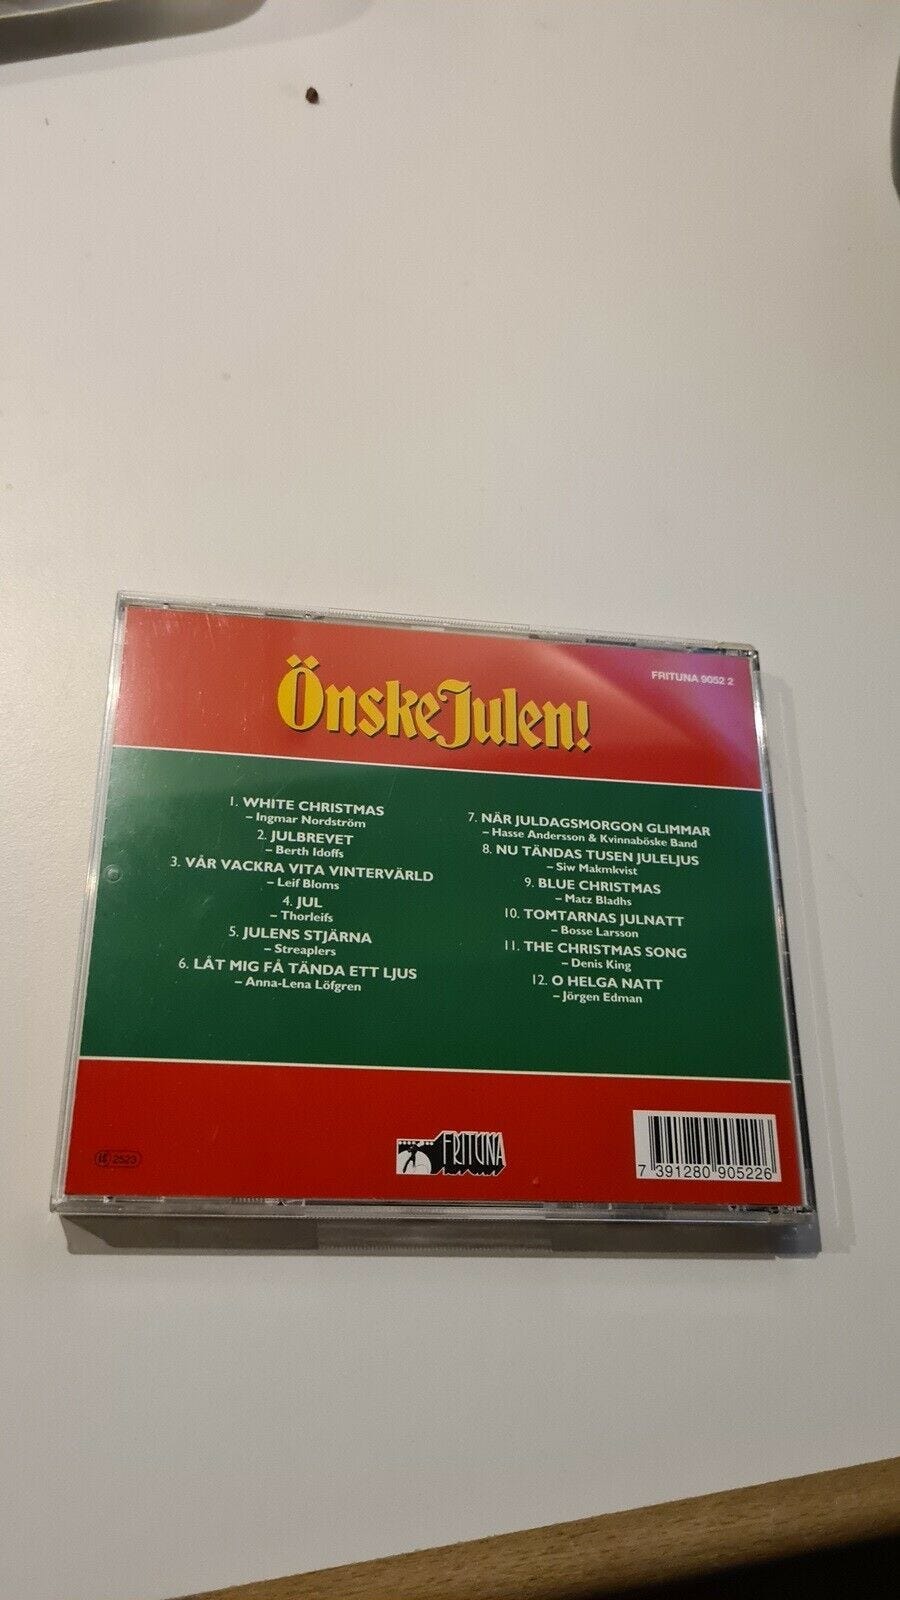 FRITUNA 9052 2
ÖnskeJulen!
1. WHITE CHRISTMAS
– Ingmar Nordström
2. JULBREVET
– Berth Idoffs
3. VÅR VACKRA VITA VINTERVÄRLD
– Leif Bloms
4. JUL
– Thorleifs
5. JULENS STJÄRNA
– Streaplers
6. LÅT MIG FÅ TÄNDA ETT LJUS
– Anna-Lena Löfgren
7. NÄR JULDAGSMORGON GLIMMAR
– Hasse Andersson & Kvinnaböske Band
8. NU TÄNDAS TUSEN JULELJUS
– Siw Makmkvist
9. BLUE CHRISTMAS
– Matz Bladhs
10. TOMTARNAS JULNATT
– Bosse Larsson
11. THE CHRISTMAS SONG
– Denis King
12. O HELGA NATT
– Jörgen Edman
2523
FRITUNA
7 391280 905226